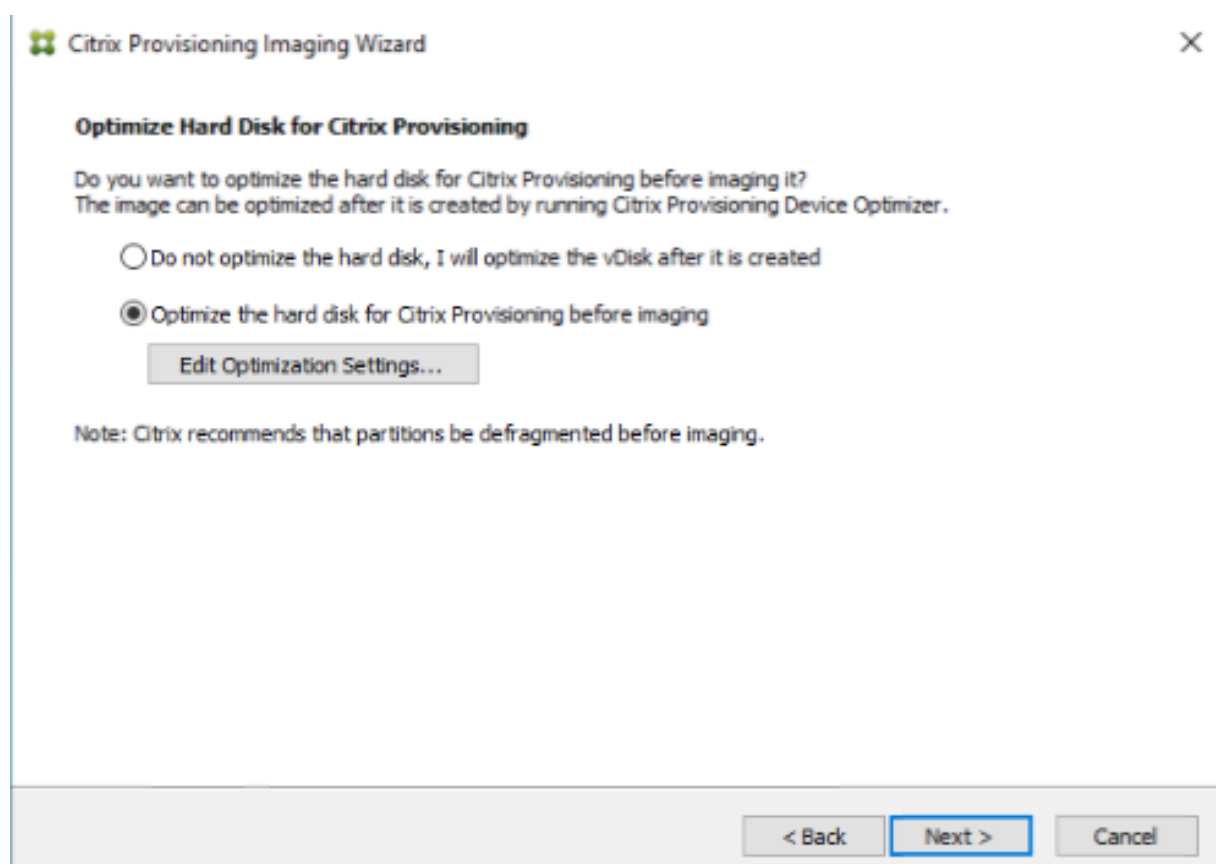 Citrix Provisioning Imaging Wizard
Optimize Hard Disk for Citrix Provisioning
Do you want to optimize the hard disk for Citrix Provisioning before imaging it?
The image can be optimized after it is created by running Citrix Provisioning Device Optimizer.
Do not optimize the hard disk, I will optimize the vDisk after it is created
Optimize the hard disk for Citrix Provisioning before imaging
Edit Optimization Settings...
Note: Citrix recommends that partitions be defragmented before imaging.
< Back Next > Cancel